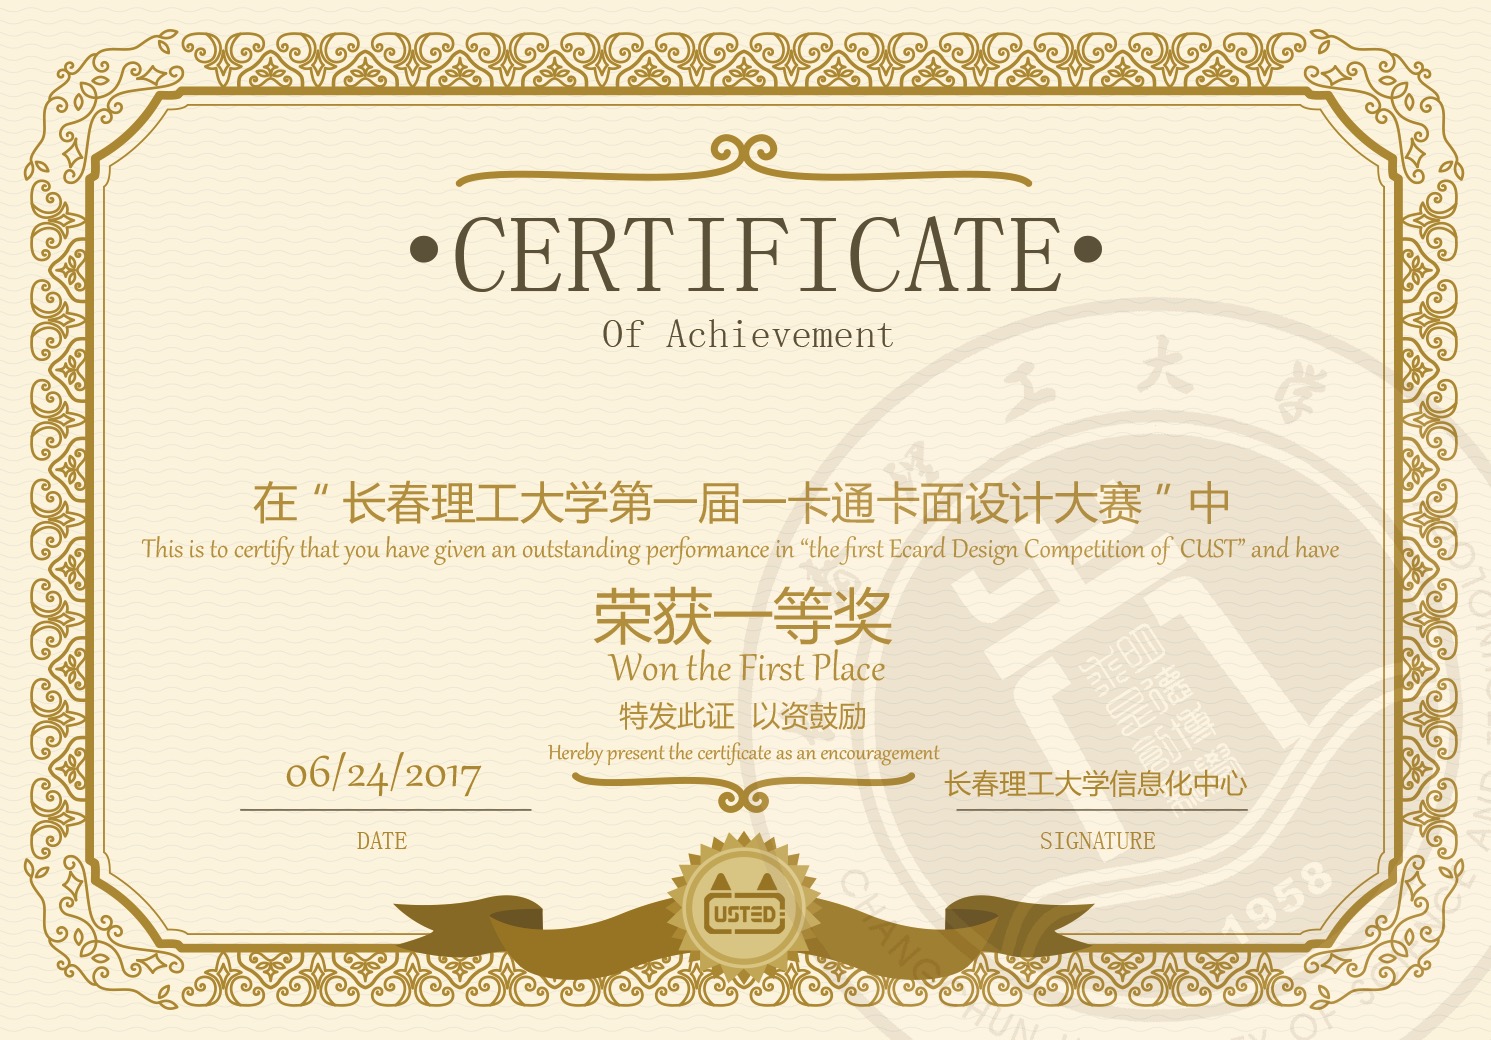 •CERTIFICATE•
Of Achievement
在“长春理工大学第一届一卡通卡面设计大赛”中
This is to certify that you have given an outstanding performance in “the first Ecard Design Competition of CUST” and have
荣获一等奖
Won the First Place
特发此证 以资鼓励
Hereby present the certificate as an encouragement
06/24/2017
长春理工大学信息化中心
DATE
SIGNATURE
USTED
理工大学
1958
CHANG
OF SCIENCE AND